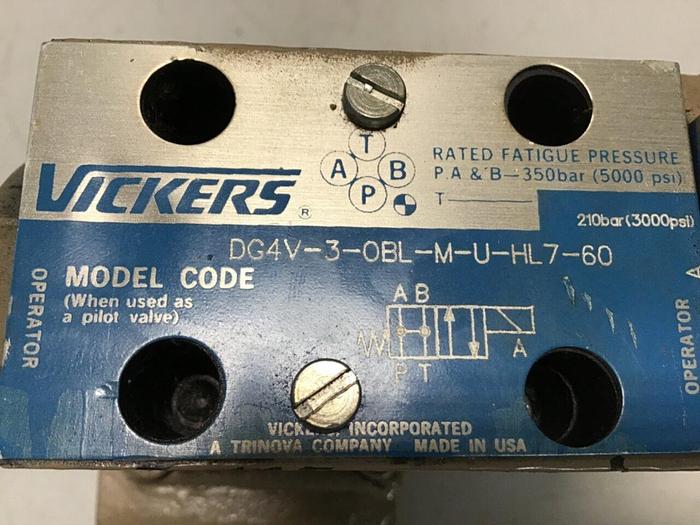 T
A B
P
VICKERS ®
RATED FATIGUE PRESSURE
P.A & B-350bar (5000 psi)
T
210bar(3000psi)
DG4V-3-OBL-M-U-HL7-60
MODEL CODE
(When used as
a pilot valve)
OPERATOR
A B
A
P T
OPERATOR A
INCORPORATED
A TRINOVA COMPANY MADE IN USA